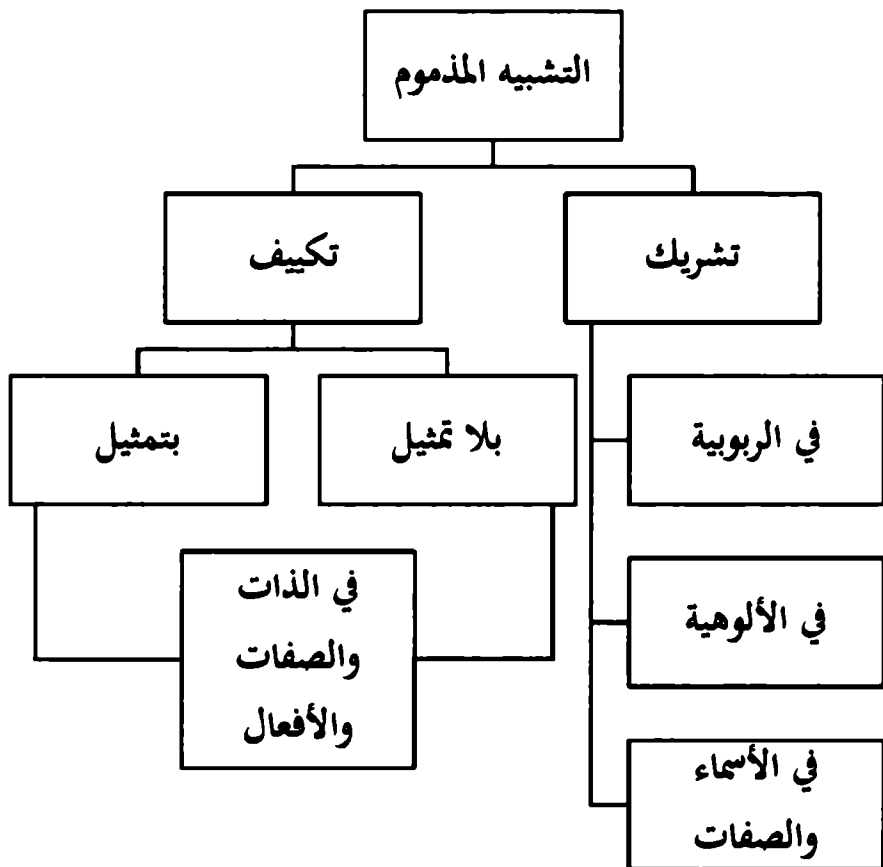 التشبيه المذموم
تشريك
تكييف
في الربوبية
في الألوهية
في الأسماء
والصفات
بلا تمثيل
بتمثيل
في الذات
والصفات
والأفعال